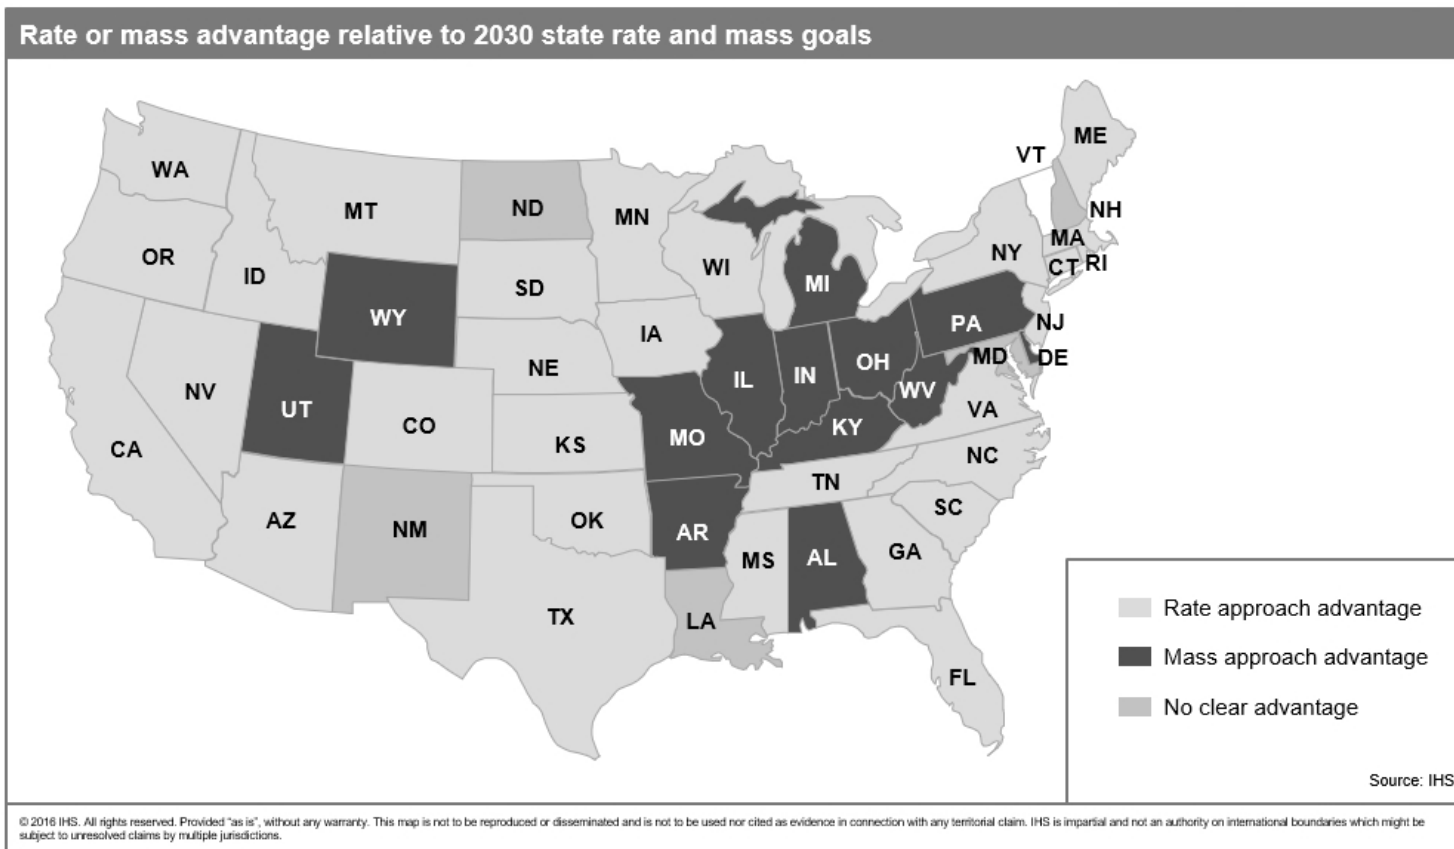 Rate or mass advantage relative to 2030 state rate and mass goals
ME
VT
WA
ND
MN
NH
MT
MA
OR
NY
RI
ID
WI
CT
SD
MI
WY
NJ
IA
PA
MD
DE
NE
OH
IN
IL
NV
WV
UT
VA
CO
KY
MO
KS
CA
NC
TN
SC
AZ
OK
NM
AR
GA
MS
AL
TX
LA
FL
Rate approach advantage
Mass approach advantage
No clear advantage
Source: IHS
© 2016 IHS. All rights reserved. Provided “as is”, without any warranty. This map is not to be reproduced or disseminated and is not to be used nor cited as evidence in connection with any territorial claim. IHS is impartial and not an authority on international boundaries which might be
subject to unresolved claims by multiple jurisdictions.